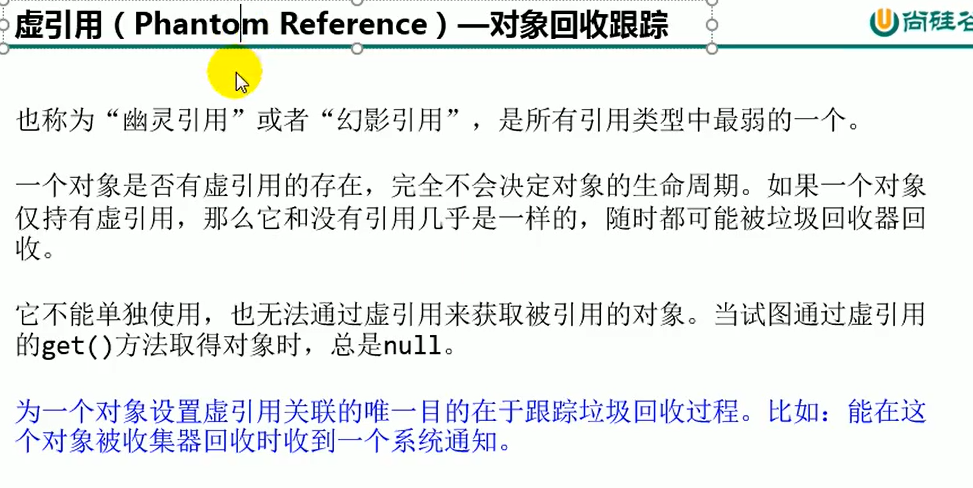 虚引用（Phantom Reference）—对象回收跟踪
尚硅谷
也称为“幽灵引用”或者“幻影引用”，是所有引用类型中最弱的一个。
一个对象是否有虚引用的存在，完全不会决定对象的生命周期。如果一个对象
仅持有虚引用，那么它和没有引用几乎是一样的，随时都可能被垃圾回收器回
收。
它不能单独使用，也无法通过虚引用来获取被引用的对象。当试图通过虚引用
的get()方法取得对象时，总是null。
为一个对象设置虚引用关联的唯一目的在于跟踪垃圾回收过程。比如：能在这
个对象被收集器回收时收到一个系统通知。